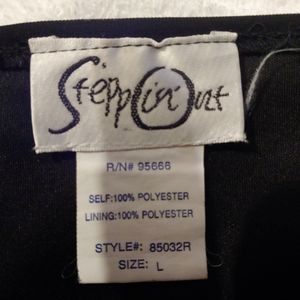 Steppin Out
R/N# 95666
SELF:100% POLYESTER
LINING:100% POLYESTER
STYLE#: 85032R
SIZE: L